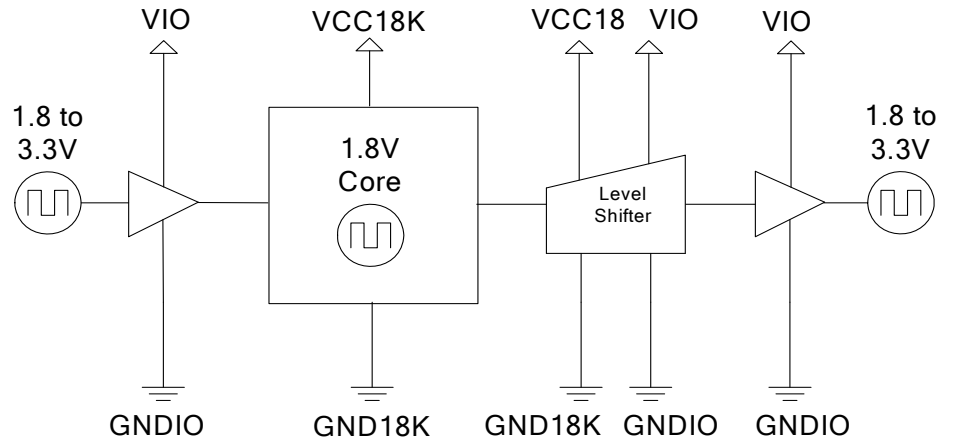 VIO
VCC18K
VCC18
VIO
VIO
1.8 to
3.3V
1.8V
Core
Level
Shifter
1.8 to
3.3V
GNDIO
GND18K
GND18K
GNDIO
GNDIO